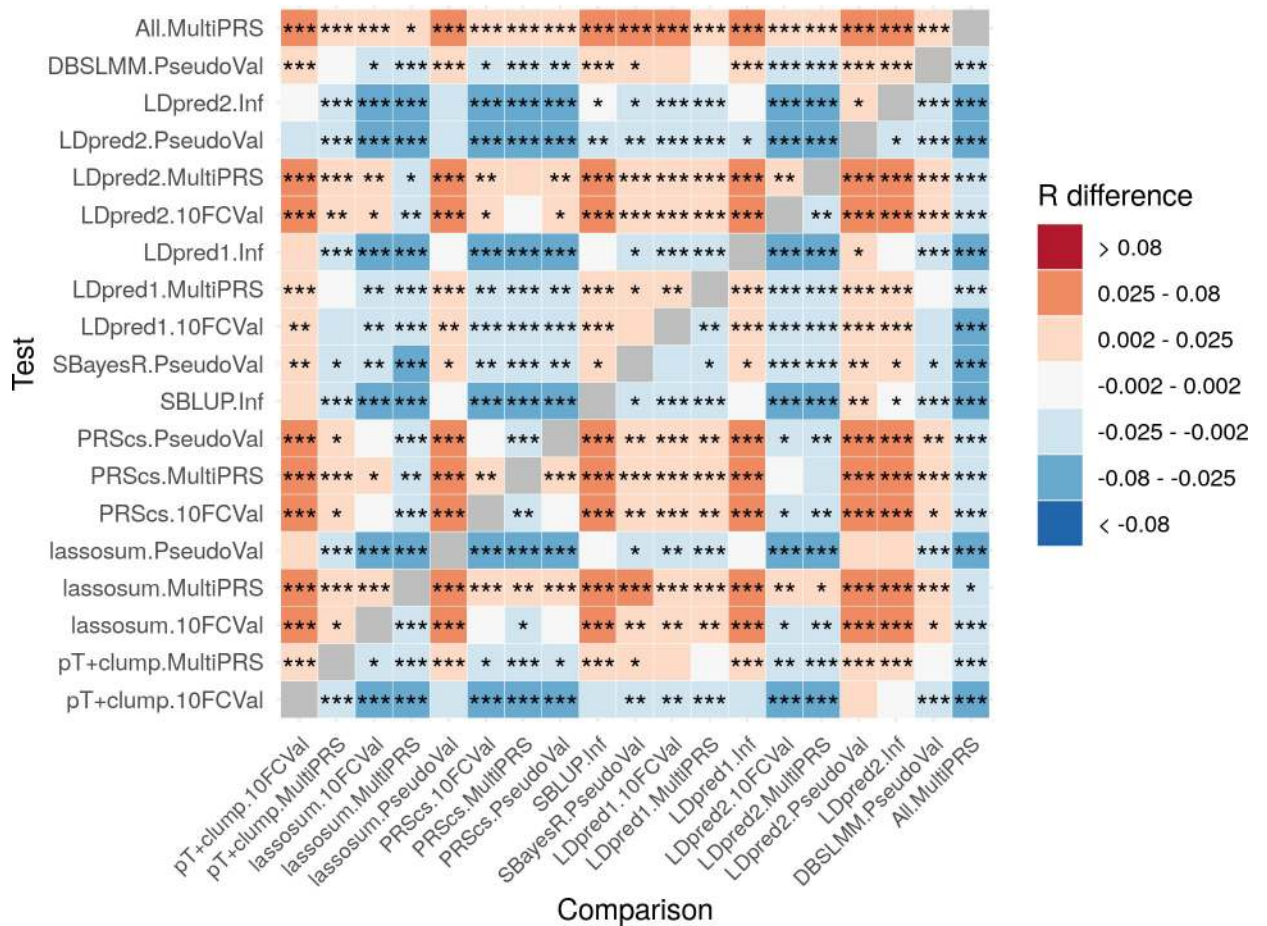 All.MultiPRS *** *** *** * *** *** *** *** *** *** *** *** *** *** *** *** *** ***
DBSLMM.PseudoVal *** * *** *** * *** ** *** * *** *** *** *** *** ***
LDpred2.Inf *** *** *** *** *** *** * * *** *** *** *** * *** ***
LDpred2.PseudoVal *** *** *** *** *** *** ** ** *** *** * *** *** * *** ***
LDpred2.MultiPRS *** *** ** * *** ** ** *** *** *** *** *** ** *** *** *** ***
LDpred2.10FCVal *** ** * ** *** * * *** *** *** *** *** ** *** *** *** ***
LDpred1.Inf *** *** *** *** *** *** * *** *** *** *** * *** ***
LDpred1.MultiPRS *** ** *** *** ** *** ** *** * ** *** *** *** *** *** ***
LDpred1.10FCVal ** ** *** ** *** *** *** *** ** *** *** *** *** *** ***
SBayesR.PseudoVal ** * ** *** * ** *** ** * * * *** *** ** * * ***
SBLUP.Inf *** *** *** *** *** *** * *** *** *** *** ** * *** ***
PRScs.PseudoVal *** * *** *** *** *** ** *** ** *** * ** *** *** ** ***
PRScs.MultiPRS *** *** * ** *** ** *** *** *** *** *** *** *** *** *** ***
PRScs.10FCVal *** * *** *** ** *** ** *** ** *** * ** *** *** * ***
lassosum.PseudoVal *** *** *** *** *** *** * ** *** *** *** *** ***
lassosum.MultiPRS *** *** *** *** *** ** *** *** *** *** *** *** ** * *** *** *** *
lassosum.10FCVal *** * *** *** * *** ** ** ** *** * ** *** *** * ***
pT+clump.MultiPRS *** * *** *** * *** * *** * *** ** *** *** *** ***
pT+clump.10FCVal *** *** *** *** *** *** ** ** *** *** *** *** ***
Test
pT+clump.10FCVal
pT+clump.MultiPRS
lassosum.10FCVal
lassosum.MultiPRS
lassosum.PseudoVal
PRScs.10FCVal
PRScs.MultiPRS
PRScs.PseudoVal
SBLUP.Inf
SBayesR.PseudoVal
LDpred1.10FCVal
LDpred1.MultiPRS
LDpred1.Inf
LDpred2.10FCVal
LDpred2.MultiPRS
LDpred2.PseudoVal
LDpred2.Inf
DBSLMM.PseudoVal
All.MultiPRS
Comparison
R difference
> 0.08
0.025 - 0.08
0.002 - 0.025
-0.002 - 0.002
-0.025 - -0.002
-0.08 - -0.025
< -0.08